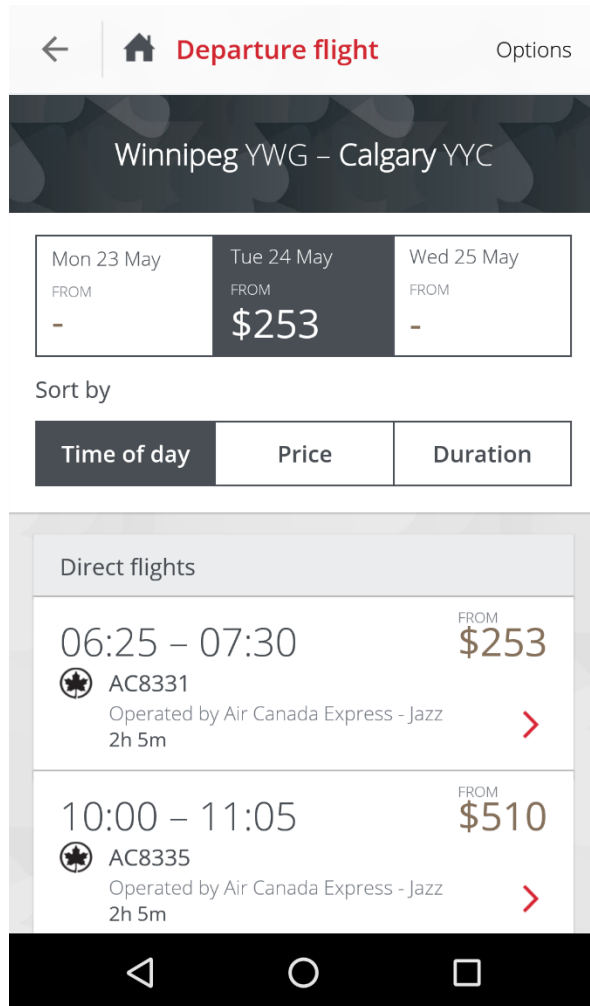 Departure flight
Options
Winnipeg YWG – Calgary YYC
Mon 23 May
FROM
-
Tue 24 May
FROM
$253
Wed 25 May
FROM
-
Sort by
Time of day
Price
Duration
Direct flights
06:25 – 07:30
FROM
$253
AC8331
Operated by Air Canada Express - Jazz
2h 5m
10:00 – 11:05
FROM
$510
AC8335
Operated by Air Canada Express - Jazz
2h 5m